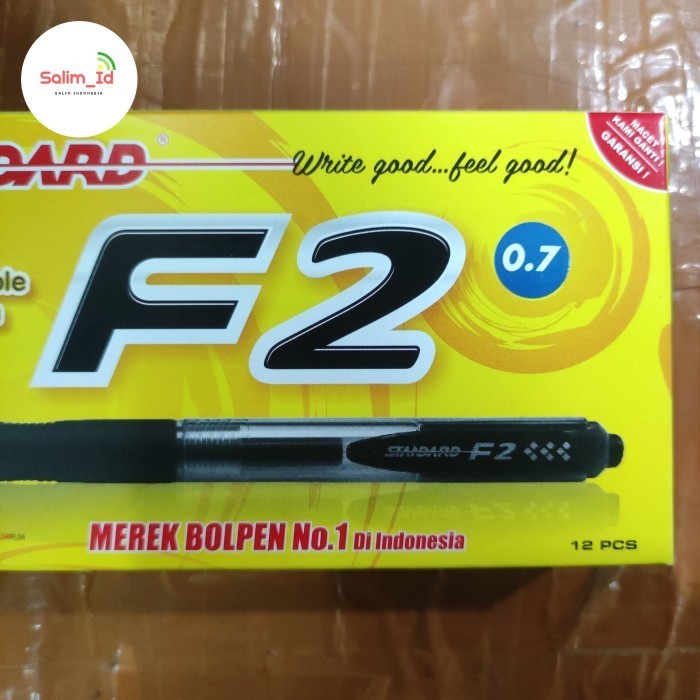 Salim_Id
SALIM INDONESIA
DARD®
Write good...feel good!
MACET
KAMI GANTI!
GARANSI!
ple
F2
0.7
STANDARD F2
MEREK BOLPEN No.1 Di Indonesia
12 PCS